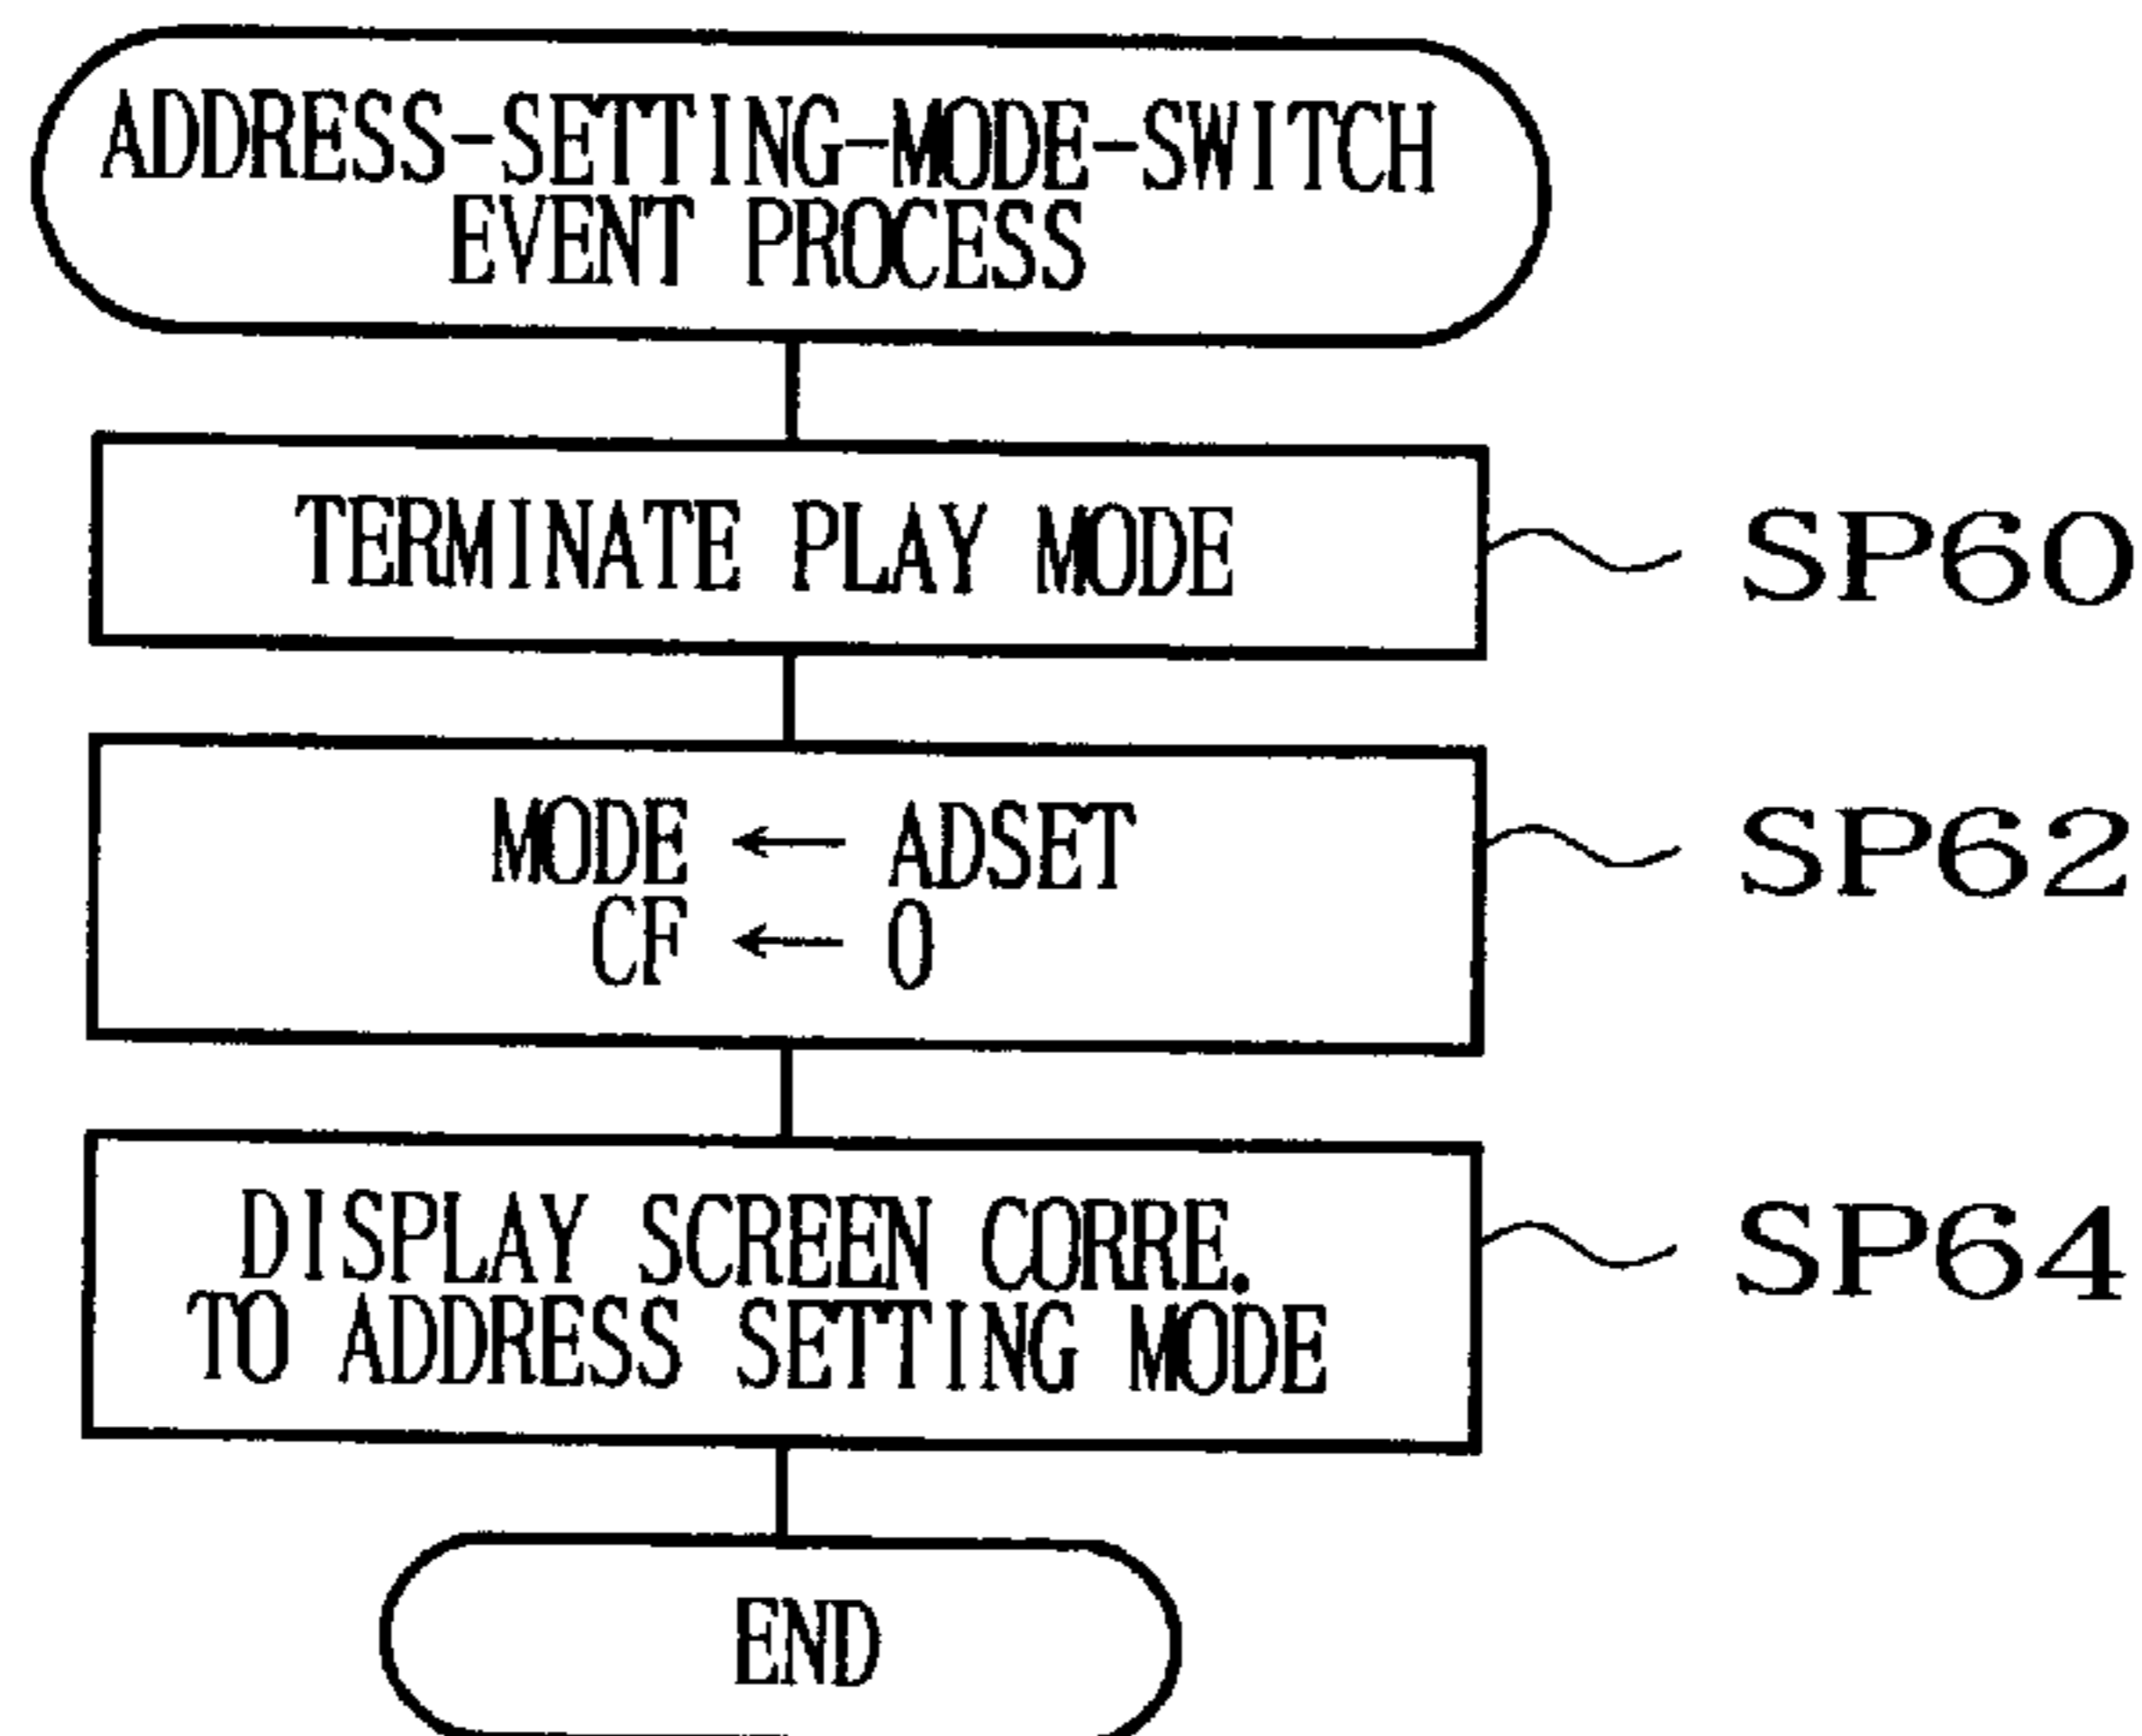 ADDRESS-SETTING-MODE-SWITCH
EVENT PROCESS
TERMINATE PLAY MODE
SP60
MODE ← ADSET
CF ← 0
SP62
DISPLAY SCREEN CORRE.
TO ADDRESS SETTING MODE
SP64
END